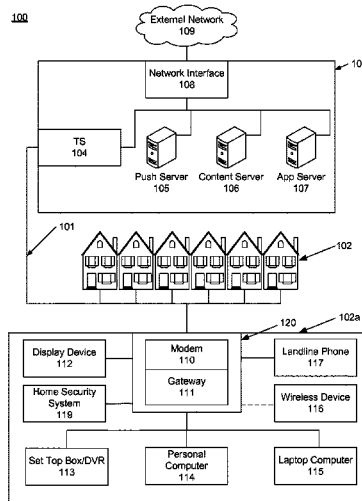 100
External Network
109
Network Interface
108
10
TS
104
Push Server
105
Content Server
106
App Server
107
101
102
120
102a
Display Device
112
Modem
110
Landline Phone
117
Home Security
System
119
Gateway
111
Wireless Device
116
Set Top Box/DVR
113
Personal
Computer
114
Laptop Computer
115